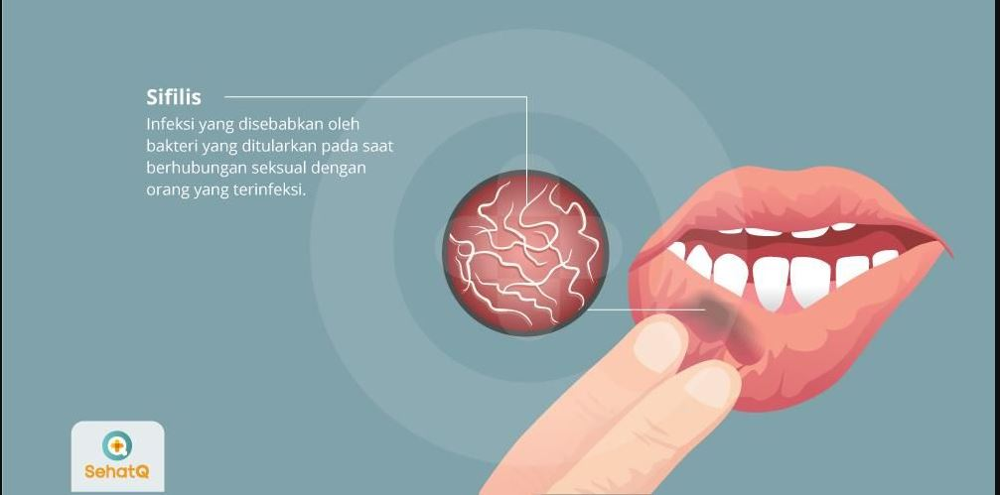 Sifilis
Infeksi yang disebabkan oleh
bakteri yang ditularkan pada saat
berhubungan seksual dengan
orang yang terinfeksi.
SehatQ